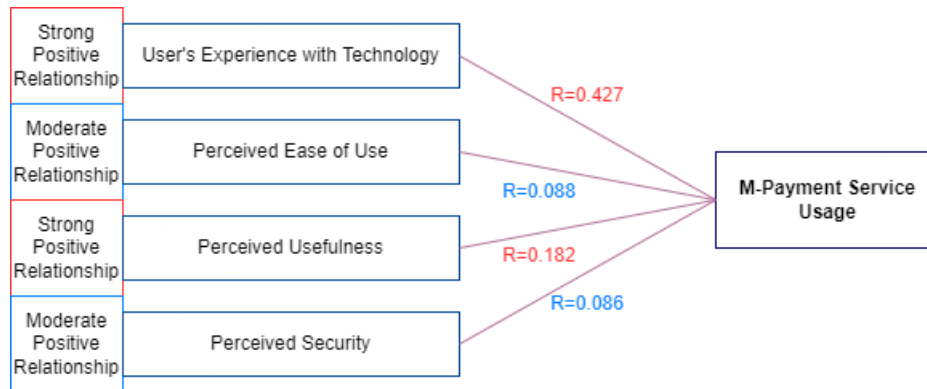 Strong
Positive
Relationship
User's Experience with Technology
R=0.427
Moderate
Positive
Relationship
Perceived Ease of Use
R=0.088
M-Payment Service
Usage
Strong
Positive
Relationship
Perceived Usefulness
R=0.182
Moderate
Positive
Relationship
Perceived Security
R=0.086